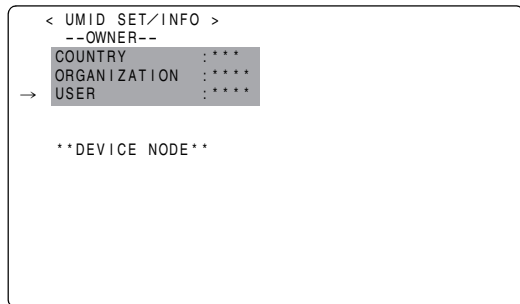 < UMID SET/INFO >
--OWNER--
COUNTRY :***
ORGANIZATION :****
→ USER :****
**DEVICE NODE**